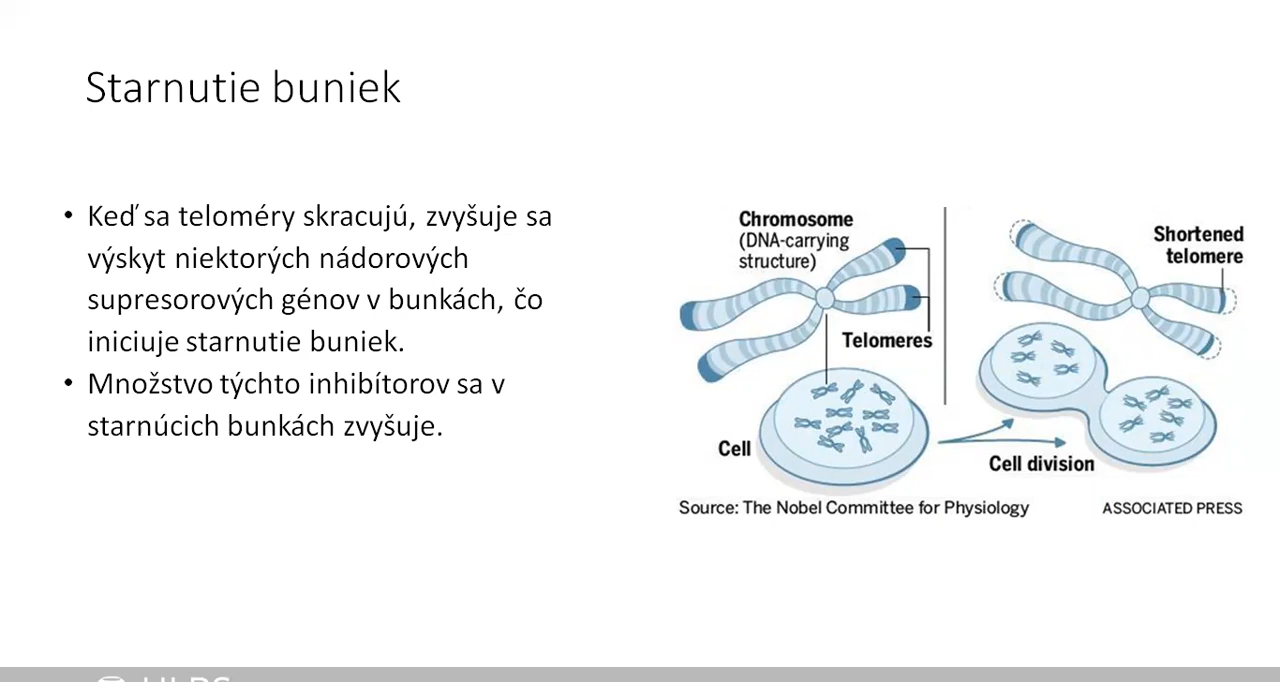 Starnutie buniek
• Keď sa teloméry skracujú, zvyšuje sa
výskyt niektorých nádorových
supresorových génov v bunkách, čo
iniciuje starnutie buniek.
• Množstvo týchto inhibítorov sa v
starnúcich bunkách zvyšuje.
Chromosome
(DNA-carrying
structure)
Telomeres
Cell
Shortened
telomere
Cell division
Source: The Nobel Committee for Physiology
ASSOCIATED PRESS